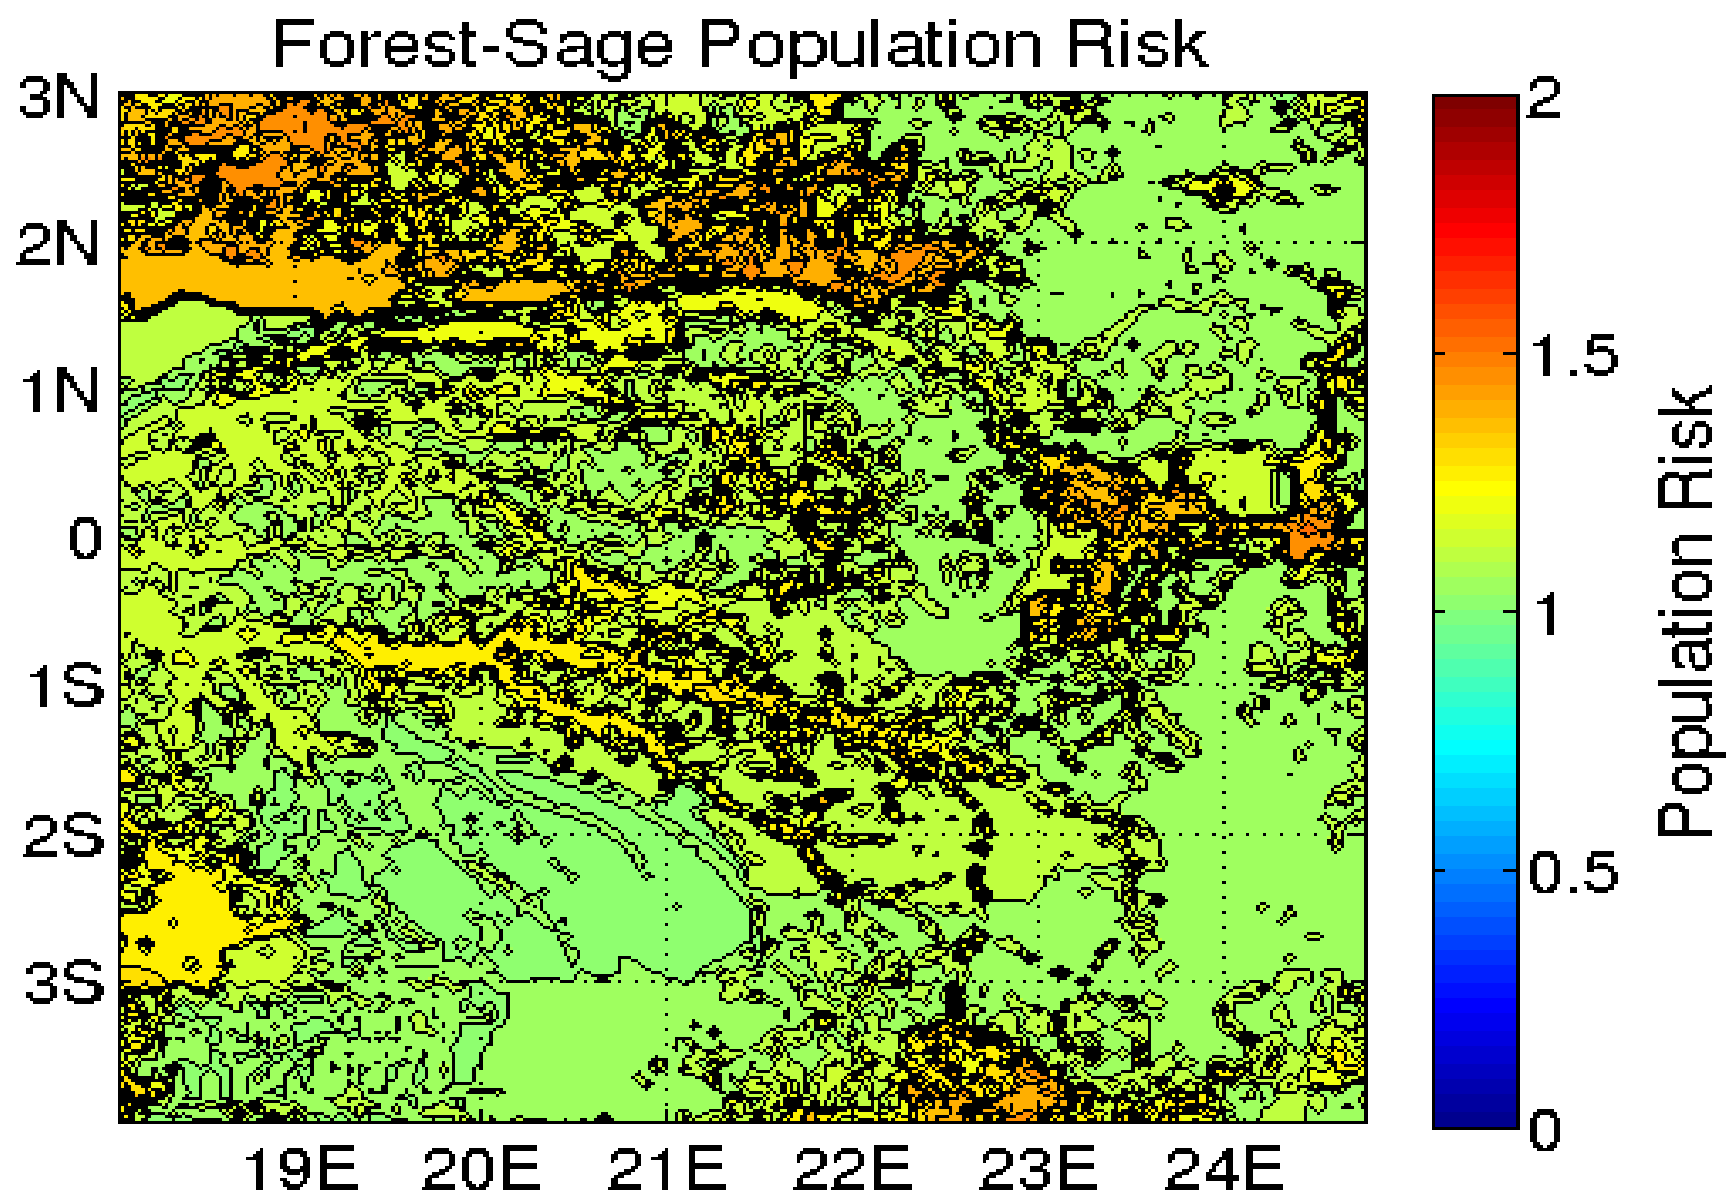 Forest-Sage Population Risk
3N
2N
1N
0
1S
2S
3S
19E 20E 21E 22E 23E 24E
2
1.5
1
0.5
0
Population Risk